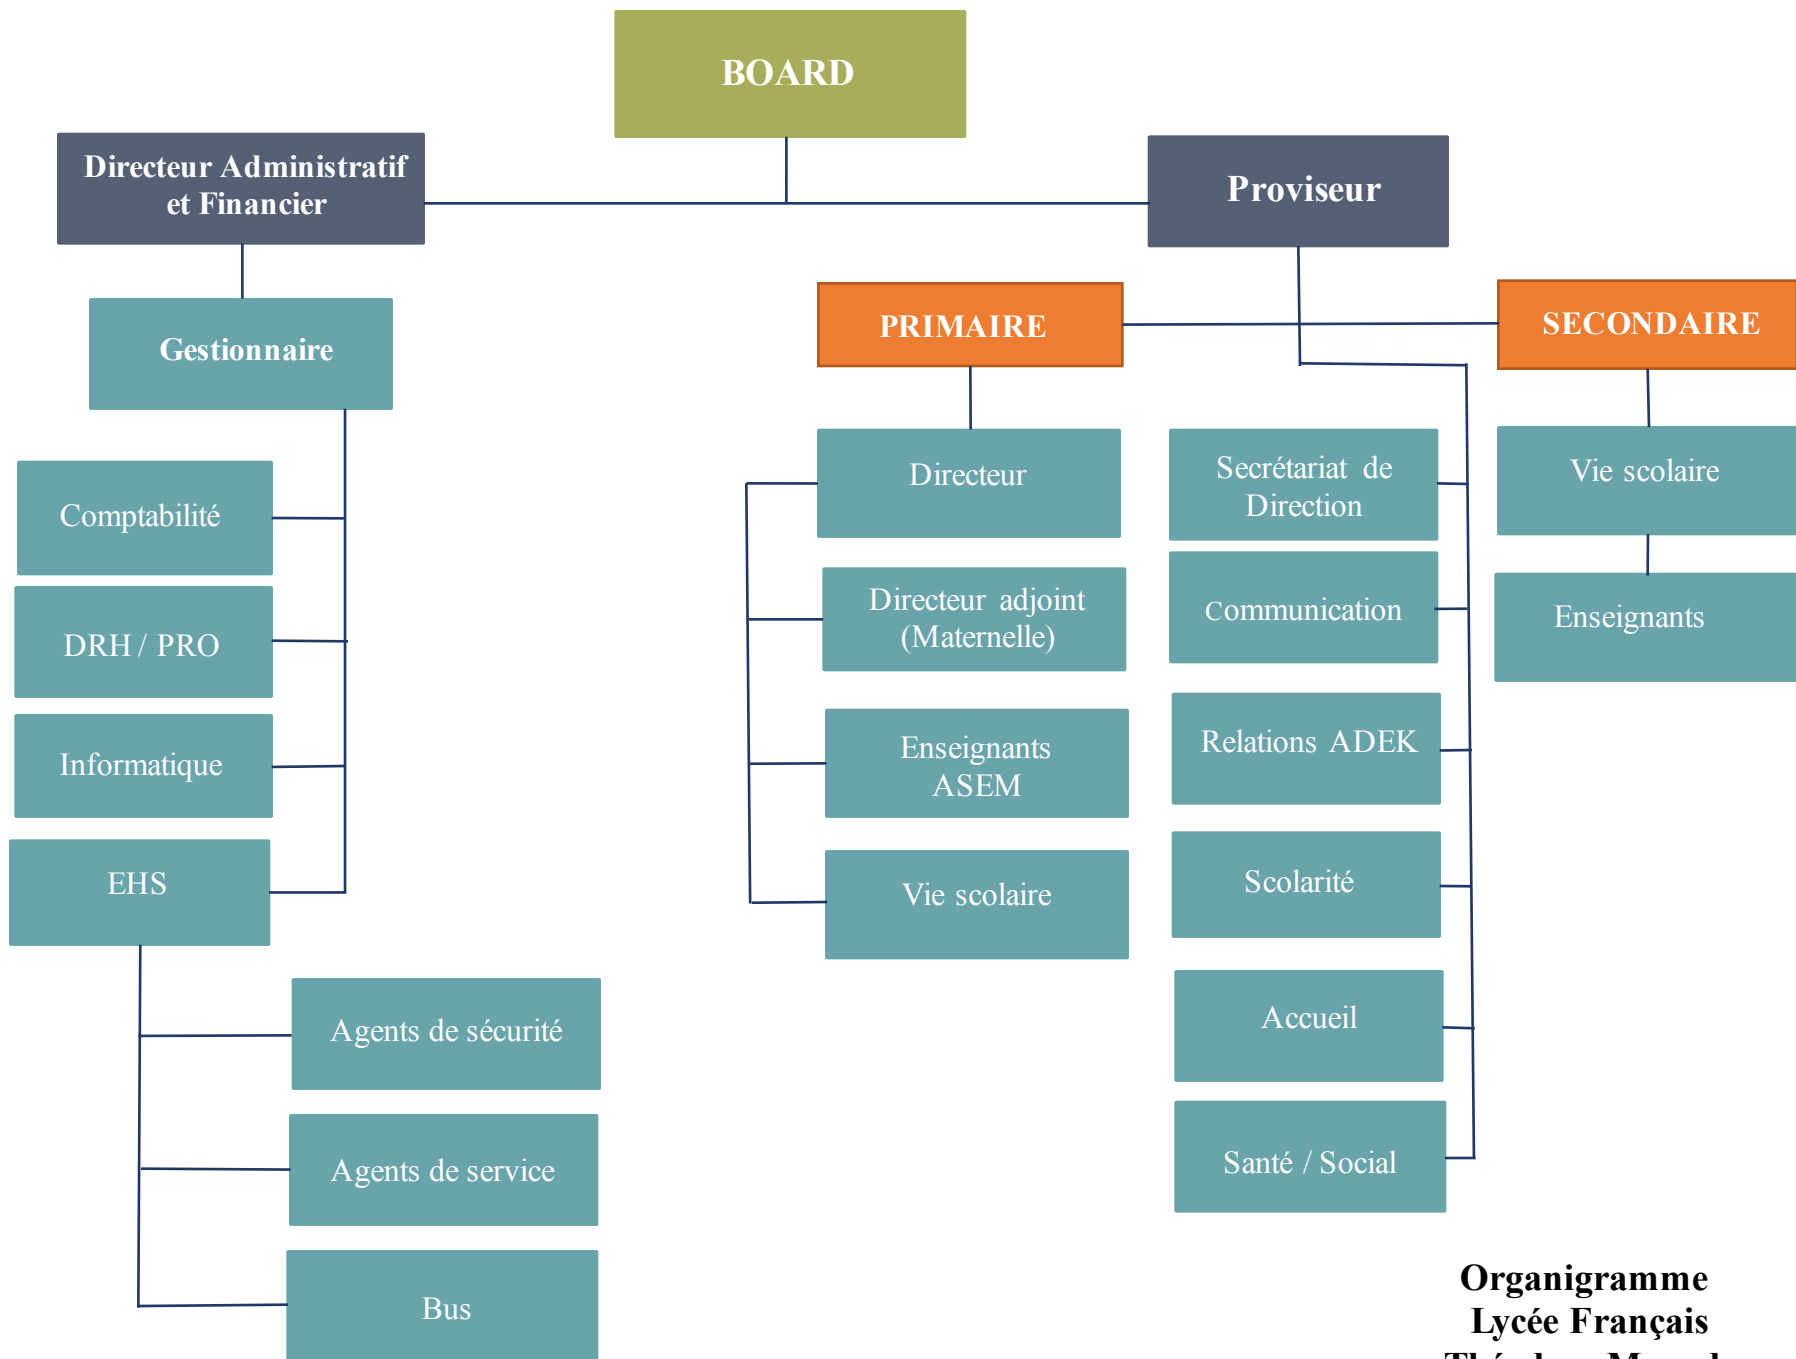 BOARD
Directeur Administratif
et Financier
Proviseur
Gestionnaire
PRIMAIRE
SECONDAIRE
Comptabilité
DRH / PRO
Informatique
EHS
Agents de sécurité
Agents de service
Bus
Directeur
Directeur adjoint
(Maternelle)
Enseignants
ASEM
Vie scolaire
Secrétariat de
Direction
Communication
Relations ADEK
Scolarité
Accueil
Santé / Social
Vie scolaire
Enseignants
Organigramme
Lycée Français